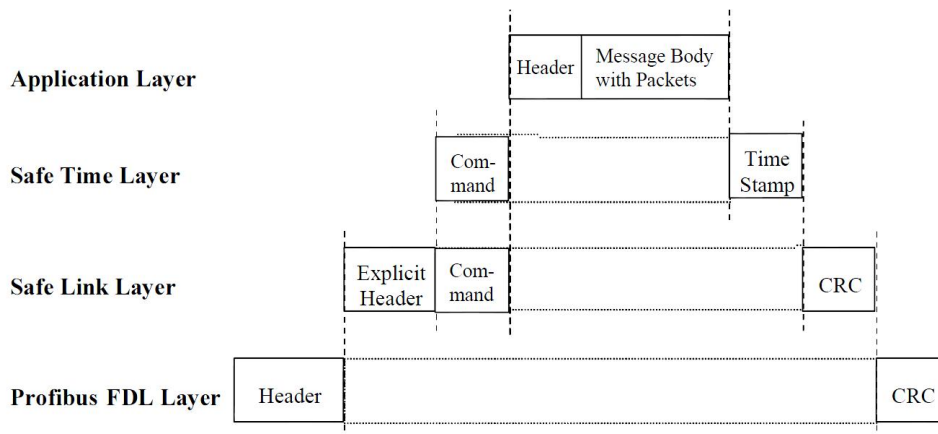 Application Layer
Header
Message Body
with Packets
Safe Time Layer
Com-
mand
Time
Stamp
Safe Link Layer
Explicit
Header
Com-
mand
CRC
Profibus FDL Layer
Header
CRC